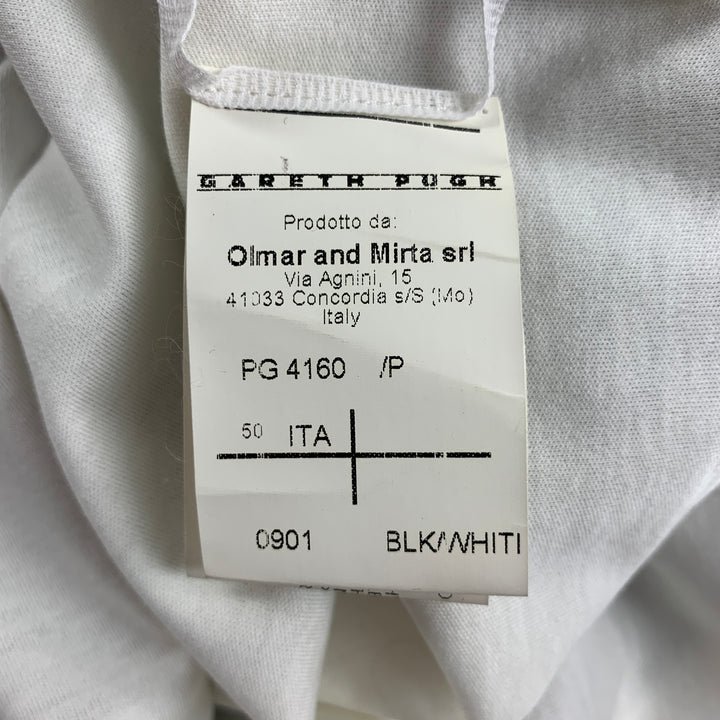 GARETH PUGH
Prodotto da:
Olmar and Mirta srl
Via Agnini, 15
41033 Concordia s/S (Mo)
Italy
PG 4160 /P
50 ITA
0901 BLK/WHITE